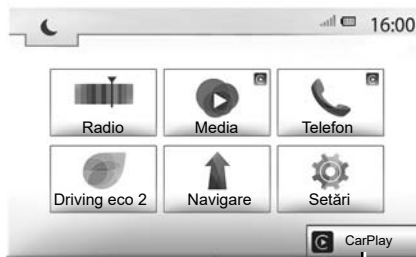 16:00
Radio
Media
Telefon
Driving eco 2
Navigare
Setări
CarPlay